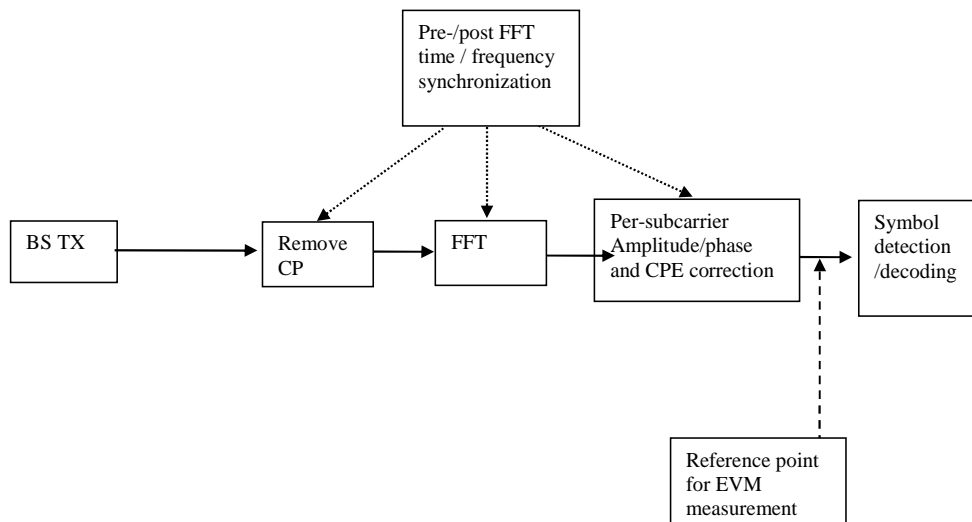 Pre-/post FFT
time / frequency
synchronization
BS TX
Remove
CP
FFT
Per-subcarrier
Amplitude/phase
and CPE correction
Symbol
detection
/decoding
Reference point
for EVM
measurement